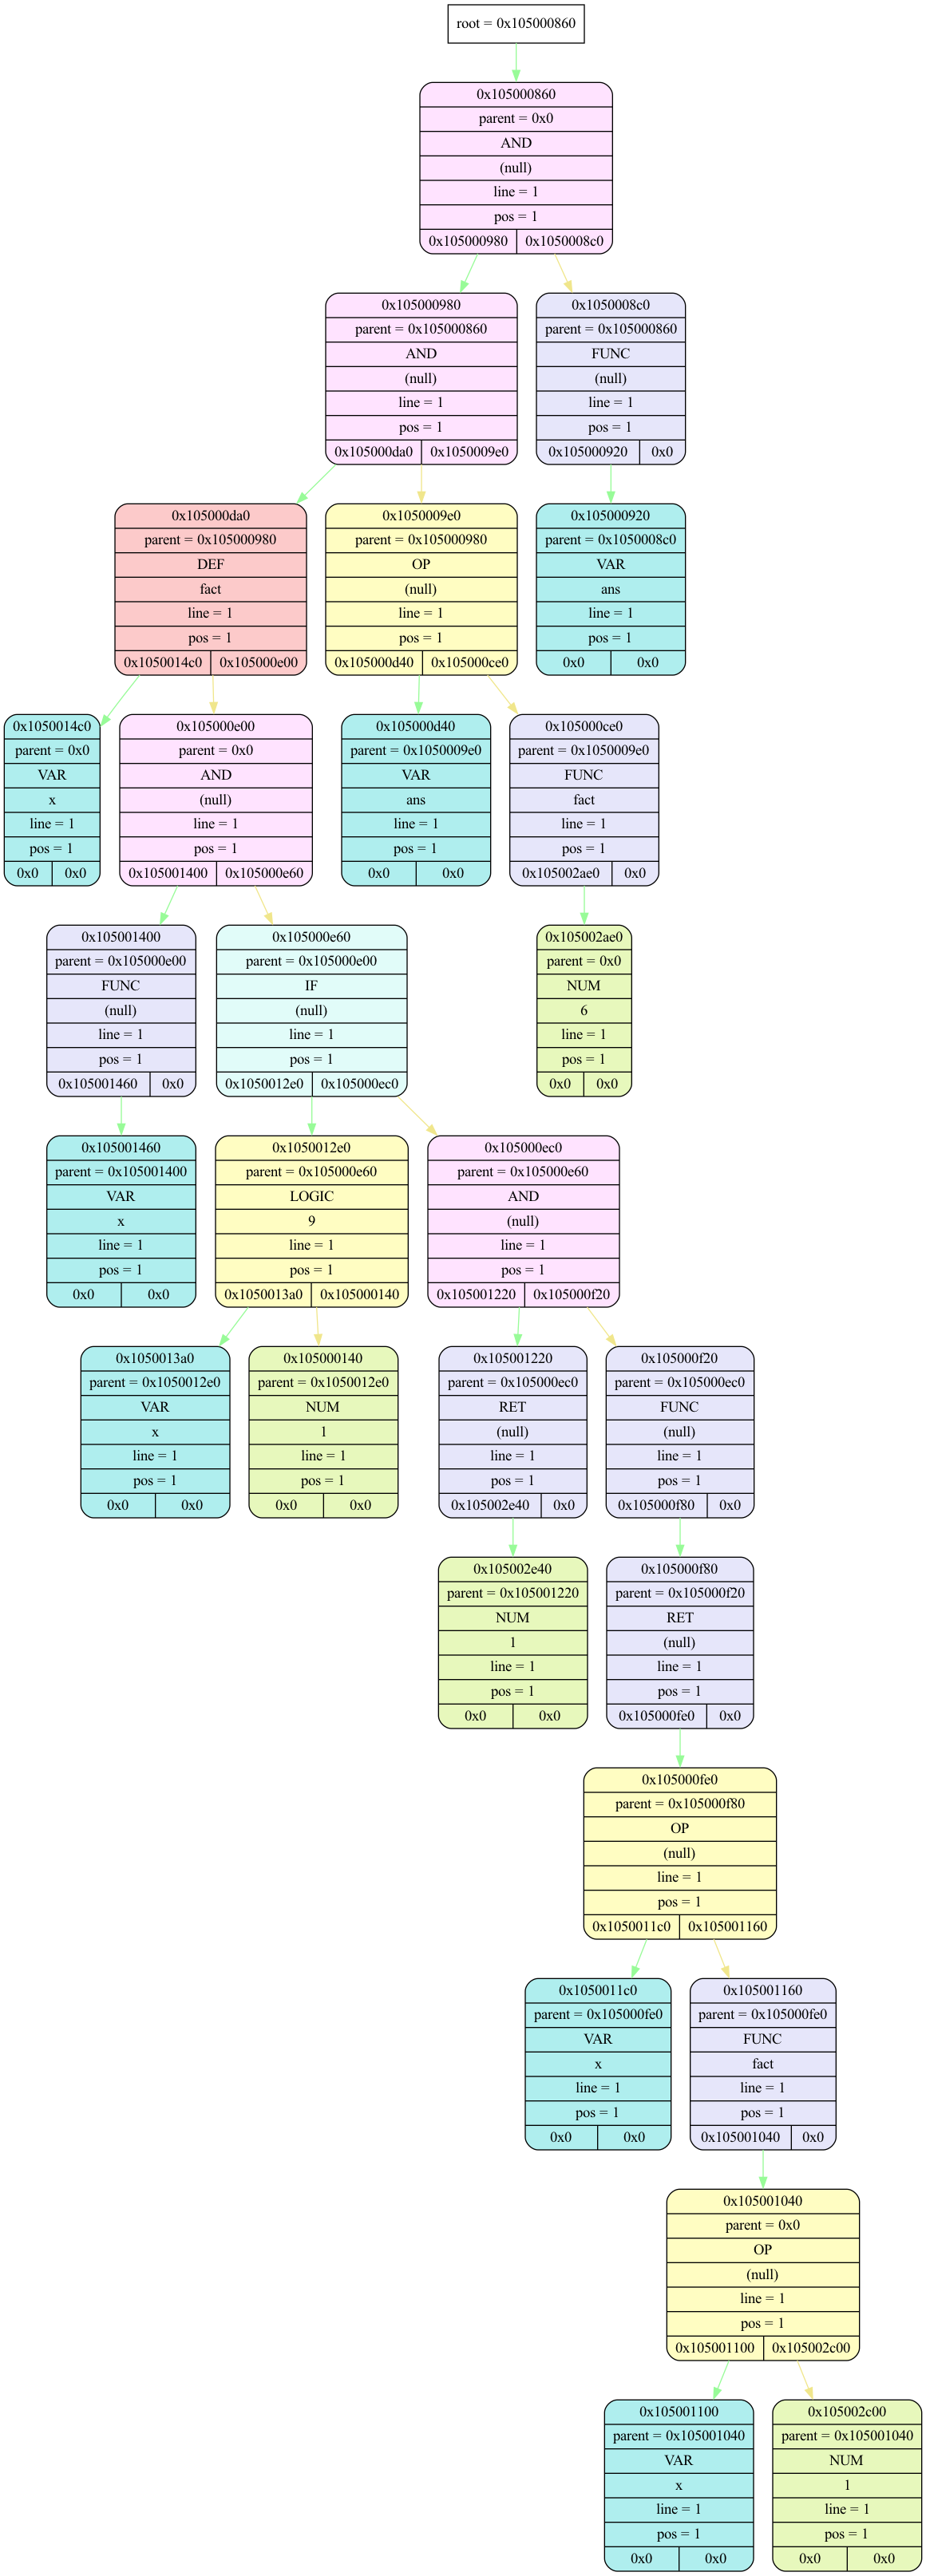 root = 0x105000860
0x105000860
parent = 0x0
AND
(null)
line = 1
pos = 1
0x105000980 0x1050008c0
0x105000980
parent = 0x105000860
AND
(null)
line = 1
pos = 1
0x105000da0 0x1050009e0
0x1050008c0
parent = 0x105000860
FUNC
(null)
line = 1
pos = 1
0x105000920 0x0
0x105000da0
parent = 0x105000980
DEF
fact
line = 1
pos = 1
0x1050014c0 0x105000e00
0x1050009e0
parent = 0x105000980
OP
(null)
line = 1
pos = 1
0x105000d40 0x105000ce0
0x105000920
parent = 0x1050008c0
VAR
ans
line = 1
pos = 1
0x0 0x0
0x1050014c0
parent = 0x0
VAR
x
line = 1
pos = 1
0x0 0x0
0x105000e00
parent = 0x0
AND
(null)
line = 1
pos = 1
0x105001400 0x105000e60
0x105000d40
parent = 0x1050009e0
VAR
ans
line = 1
pos = 1
0x0 0x0
0x105000ce0
parent = 0x1050009e0
FUNC
fact
line = 1
pos = 1
0x105002ae0 0x0
0x105001400
parent = 0x105000e00
FUNC
(null)
line = 1
pos = 1
0x105001460 0x0
0x105000e60
parent = 0x105000e00
IF
(null)
line = 1
pos = 1
0x1050012e0 0x105000ec0
0x105002ae0
parent = 0x0
NUM
6
line = 1
pos = 1
0x0 0x0
0x105001460
parent = 0x105001400
VAR
x
line = 1
pos = 1
0x0 0x0
0x1050012e0
parent = 0x105000e60
LOGIC
9
line = 1
pos = 1
0x1050013a0 0x105000140
0x105000ec0
parent = 0x105000e60
AND
(null)
line = 1
pos = 1
0x105001220 0x105000f20
0x1050013a0
parent = 0x1050012e0
VAR
x
line = 1
pos = 1
0x0 0x0
0x105000140
parent = 0x1050012e0
NUM
1
line = 1
pos = 1
0x0 0x0
0x105001220
parent = 0x105000ec0
RET
(null)
line = 1
pos = 1
0x105002e40 0x0
0x105000f20
parent = 0x105000ec0
FUNC
(null)
line = 1
pos = 1
0x105000f80 0x0
0x105002e40
parent = 0x105001220
NUM
1
line = 1
pos = 1
0x0 0x0
0x105000f80
parent = 0x105000f20
RET
(null)
line = 1
pos = 1
0x105000fe0 0x0
0x105000fe0
parent = 0x105000f80
OP
(null)
line = 1
pos = 1
0x1050011c0 0x105001160
0x1050011c0
parent = 0x105000fe0
VAR
x
line = 1
pos = 1
0x0 0x0
0x105001160
parent = 0x105000fe0
FUNC
fact
line = 1
pos = 1
0x105001040 0x0
0x105001040
parent = 0x0
OP
(null)
line = 1
pos = 1
0x105001100 0x105002c00
0x105001100
parent = 0x105001040
VAR
x
line = 1
pos = 1
0x0 0x0
0x105002c00
parent = 0x105001040
NUM
1
line = 1
pos = 1
0x0 0x0